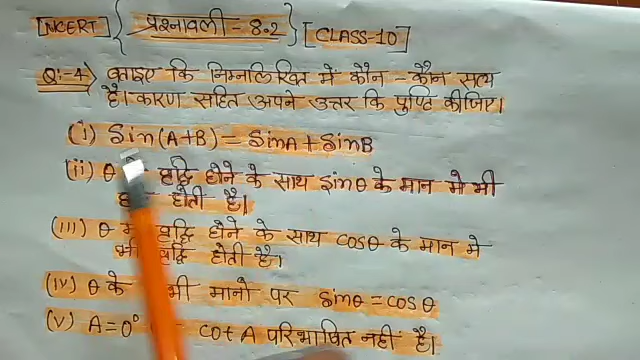 [NCERT] { प्रश्नावली - 8.2 } [CLASS-10]
Q:-4) बताइए कि निम्नलिखित में कौन - कौन सत्य
है। कारण सहित अपने उत्तर कि पुष्टि कीजिए।
(i) Sin(A+B) = SinA + SinB
(ii) θ वृद्धि होने के साथ sinθ के मान मे भी
होती है।
(iii) θ में वृद्धि होने के साथ cosθ के मान मे
भी वृद्धि होती है।
(iv) θ के भी मानो पर sinθ = cosθ
(v) A = 0° cot A परिभाषित नहीं है।